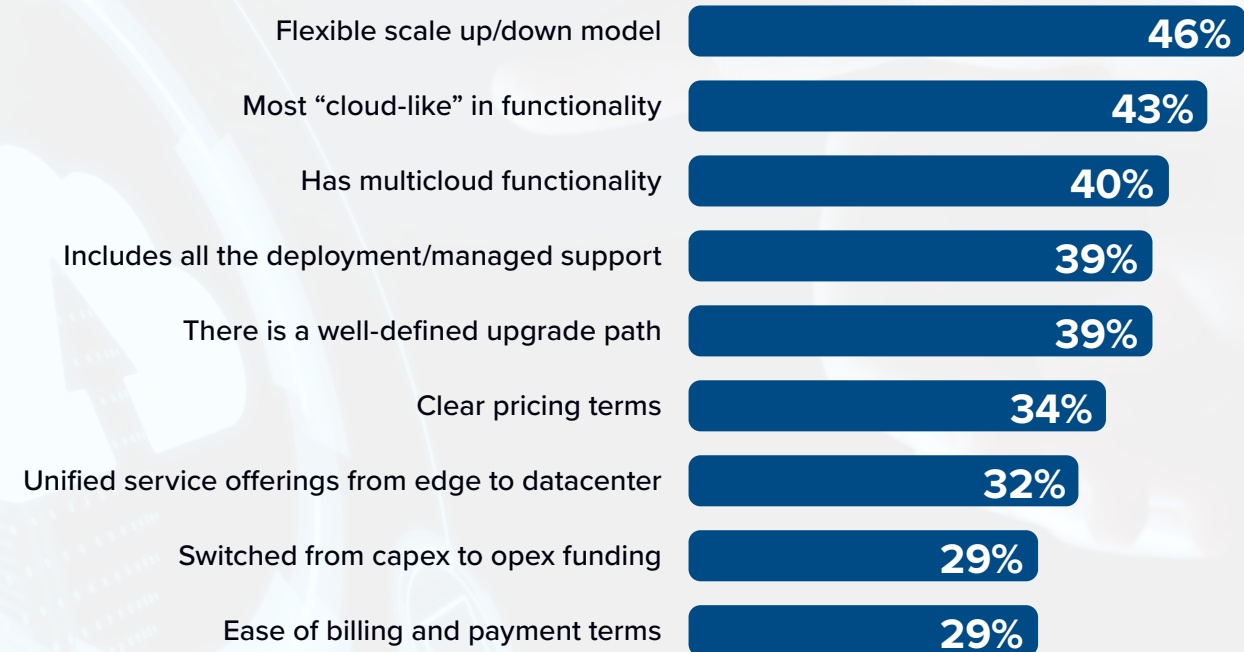 Flexible scale up/down model 46%
Most “cloud-like” in functionality 43%
Has multicloud functionality 40%
Includes all the deployment/managed support 39%
There is a well-defined upgrade path 39%
Clear pricing terms 34%
Unified service offerings from edge to datacenter 32%
Switched from capex to opex funding 29%
Ease of billing and payment terms 29%